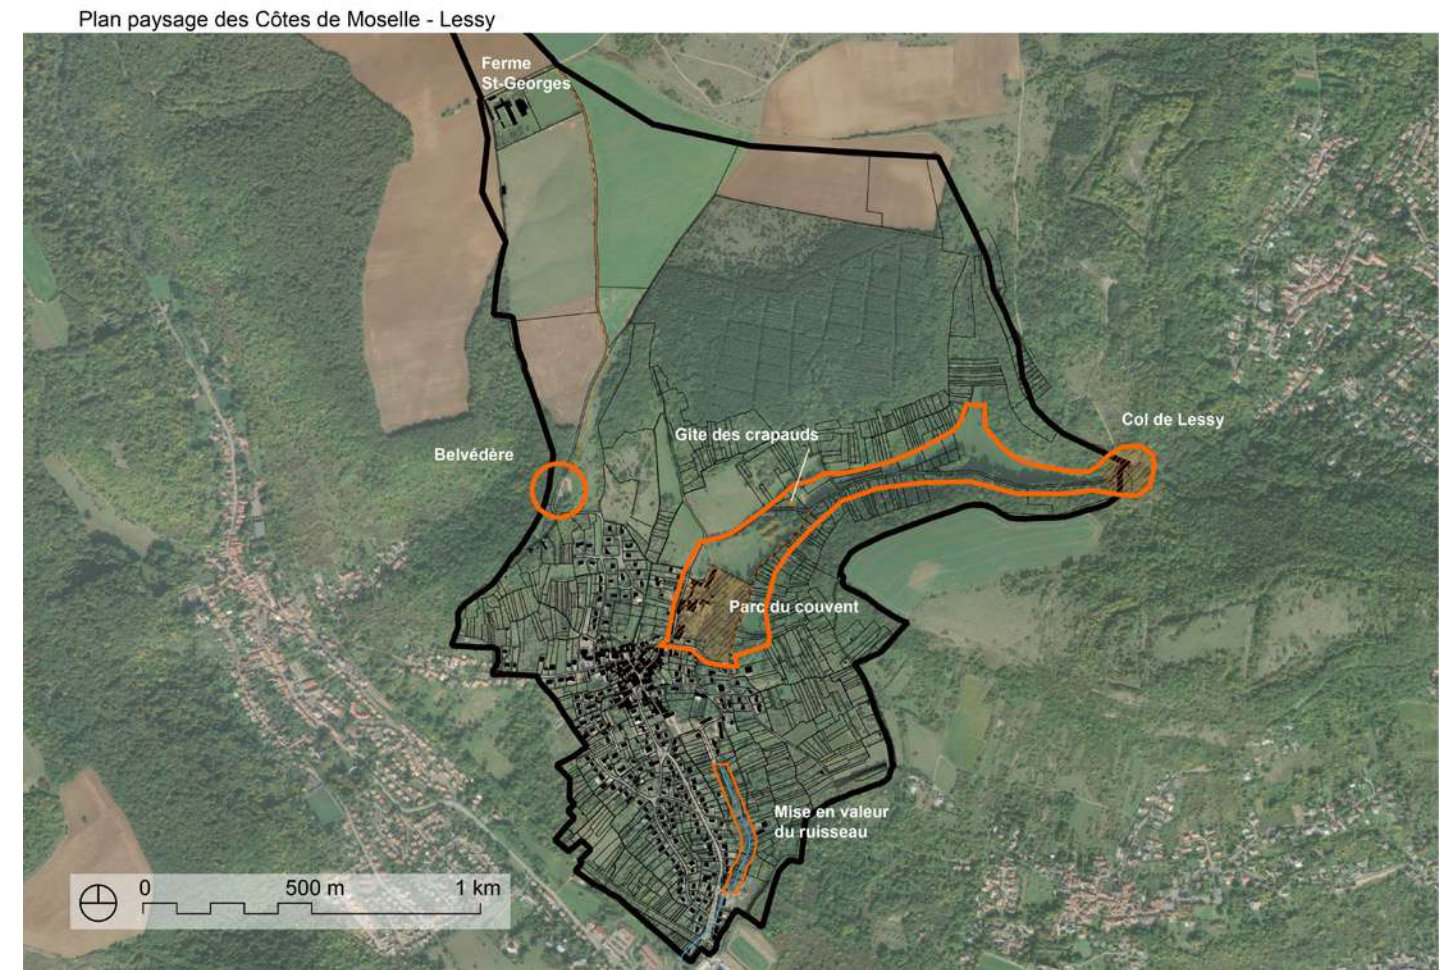 Plan paysage des Côtes de Moselle - Lessy
Ferme
St-Georges
Col de Lessy
Gîte des crapauds
Belvédère
Parc du couvent
Mise en valeur
du ruisseau
0 500 m 1 km